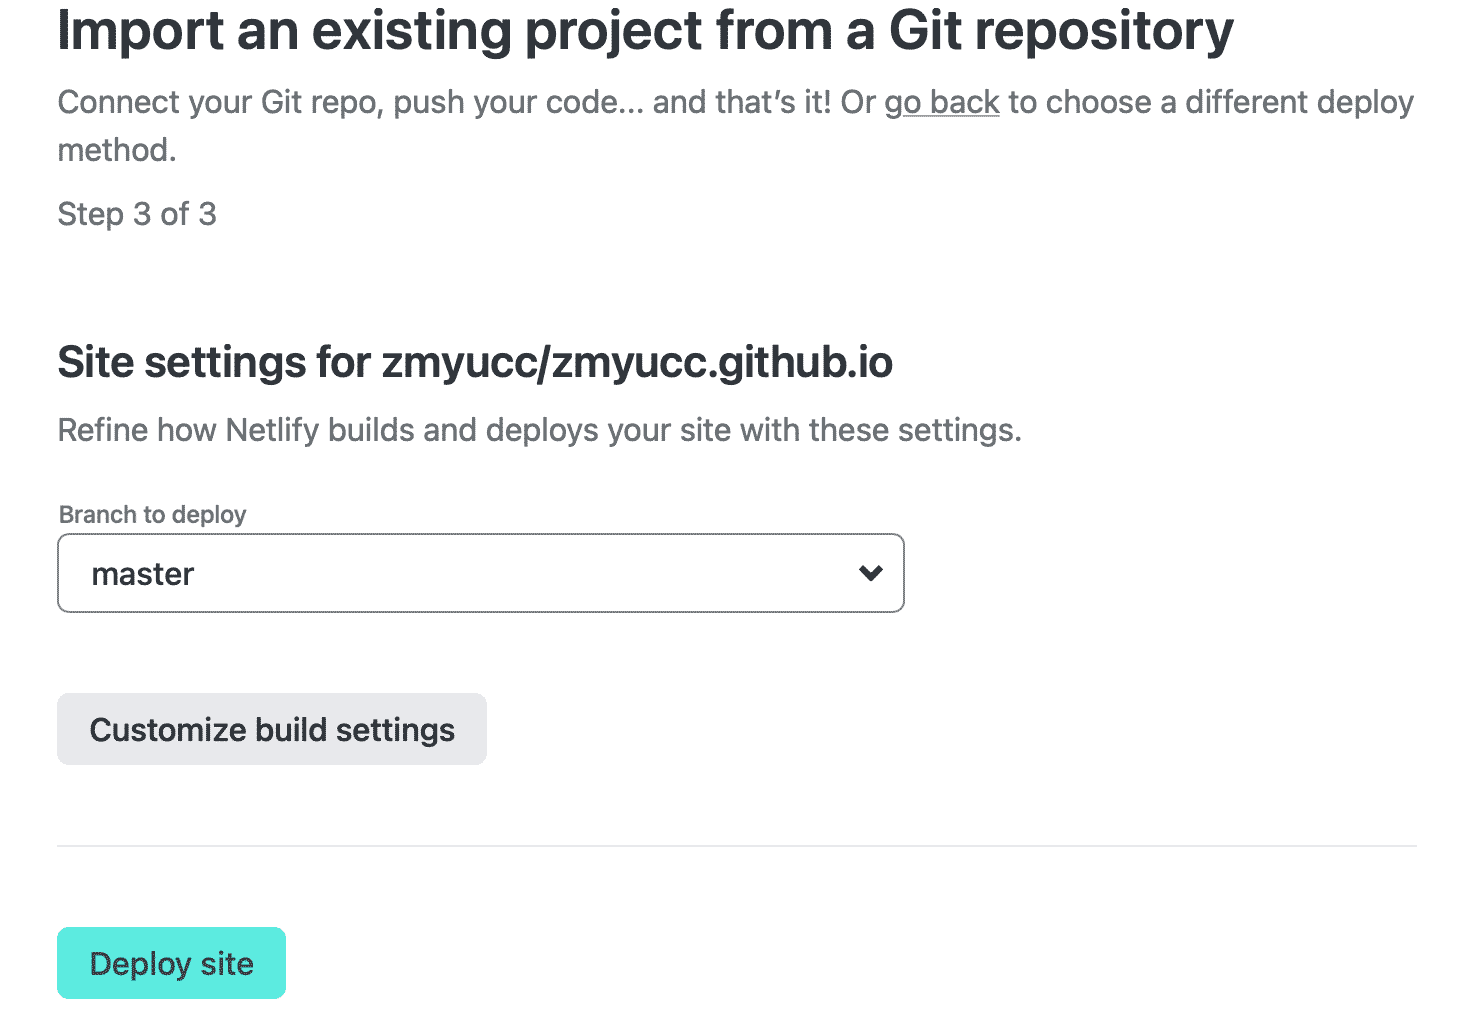 Import an existing project from a Git repository
Connect your Git repo, push your code... and that’s it! Or go back to choose a different deploy
method.
Step 3 of 3
Site settings for zmyucc/zmyucc.github.io
Refine how Netlify builds and deploys your site with these settings.
Branch to deploy
master
Customize build settings
Deploy site